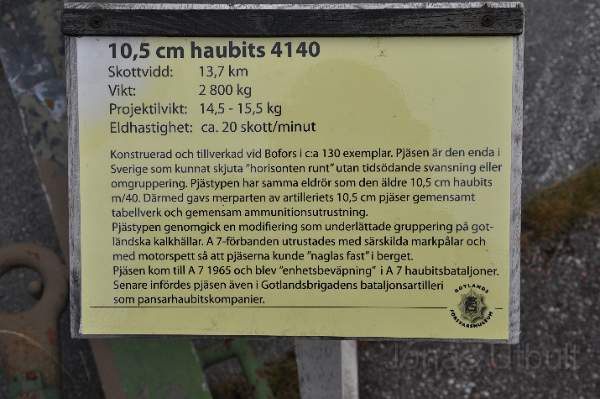 10,5 cm haubits 4140
Skottvidd: 13,7 km
Vikt: 2 800 kg
Projektilvikt: 14,5 - 15,5 kg
Eldhastighet: ca. 20 skott/minut
Konstruerad och tillverkad vid Bofors i c:a 130 exemplar. Pjäsen är den enda i
Sverige som kunnat skjuta "horisonten runt" utan tidsödande svansning eller
omgruppering. Pjästypen har samma eldrör som den äldre 10,5 cm haubits
m/40. Därmed gavs merparten av artilleriets 10,5 cm pjäser gemensamt
tabellverk och gemensam ammunitionsutrustning.
Pjästypen genomgick en modifiering som underlättade gruppering på got-
ländska kalkhällar. A 7-förbanden utrustades med särskilda markpålar och
med motorspett så att pjäserna kunde "naglas fast" i berget.
Pjäsen kom till A 7 1965 och blev "enhetsbeväpning" i A 7 haubitsbataljoner.
Senare infördes pjäsen även i Gotlandsbrigadens bataljonsartilleri
som pansarhaubitskompanier.
GOTLANDS
FÖRSVARSMUSEUM
Jonas Ulbolt